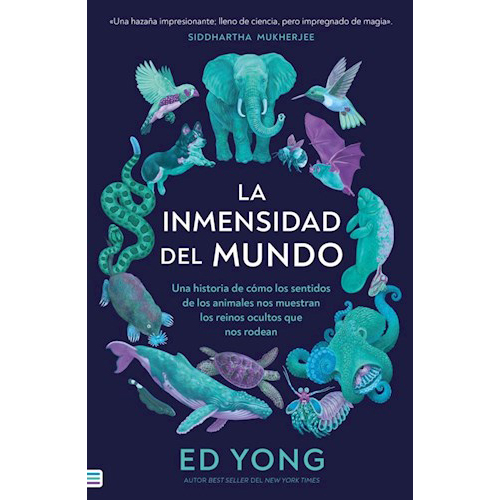 «Una hazaña impresionante; lleno de ciencia, pero impregnado de magia».
SIDDHARTHA MUKHERJEE
LA
INMENSIDAD
DEL MUNDO
Una historia de cómo los sentidos
de los animales nos muestran
los reinos ocultos que
nos rodean
ED YONG
AUTOR BEST SELLER DEL NEW YORK TIMES